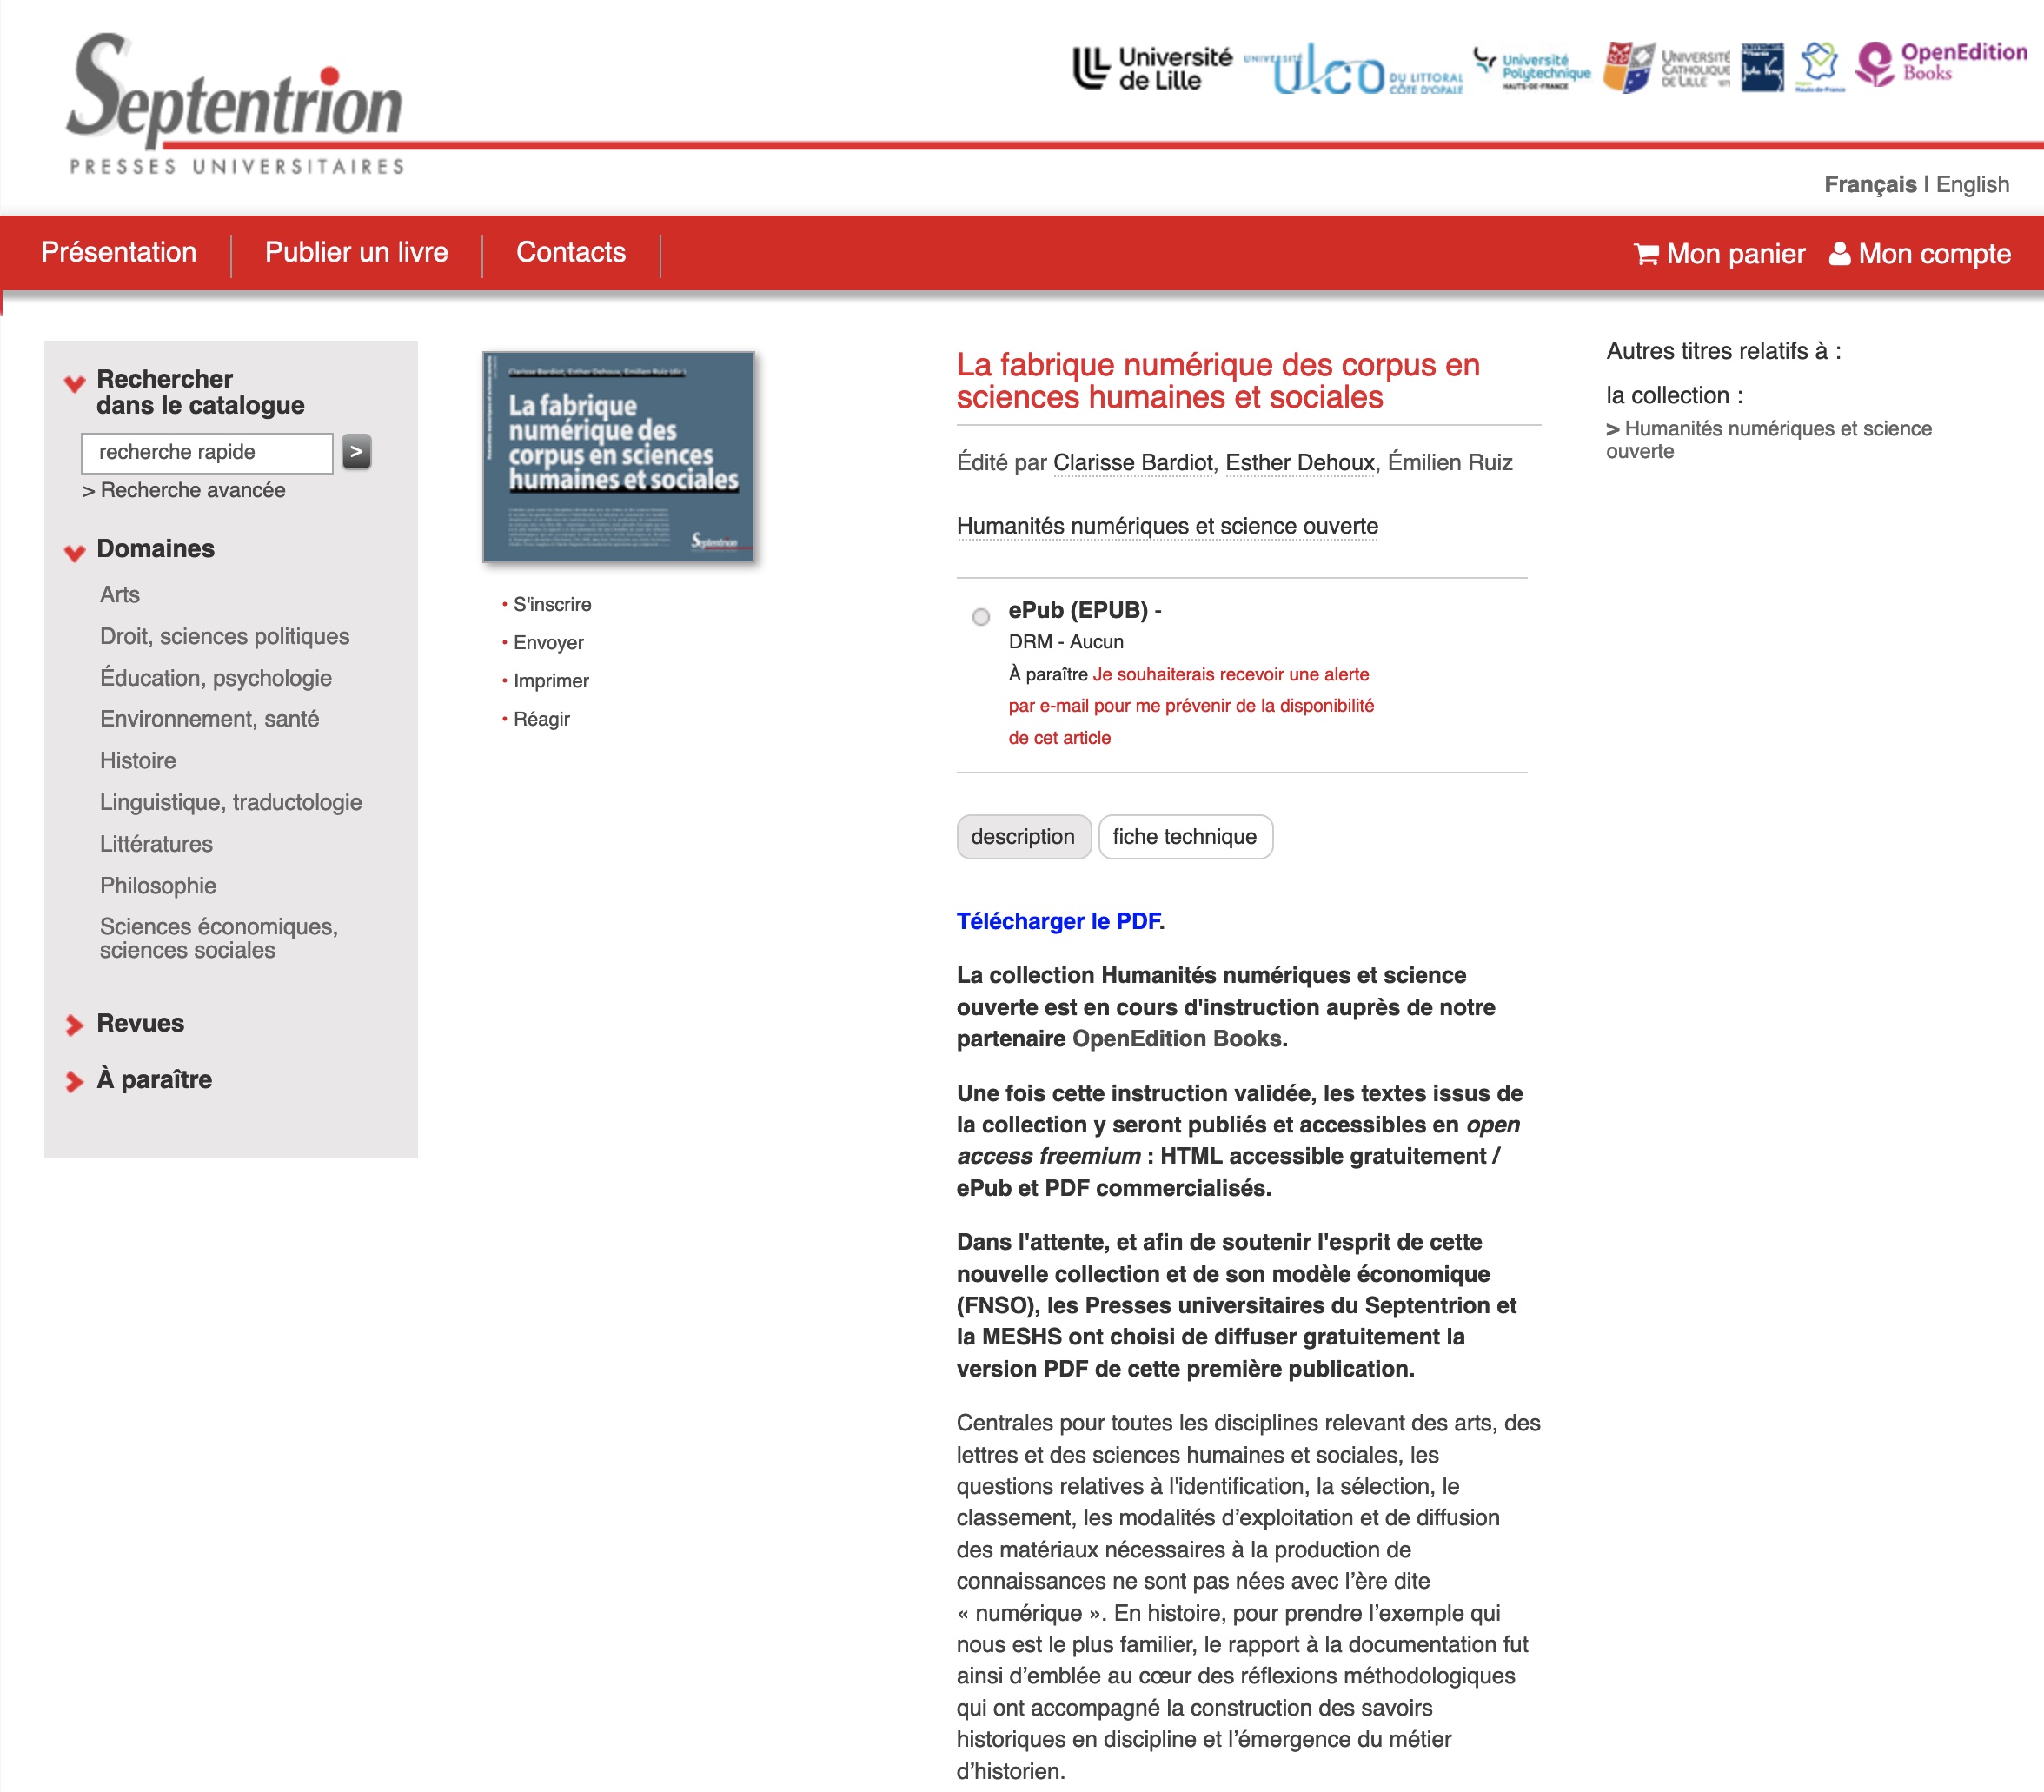 Septentrion
PRESSES UNIVERSITAIRES
Université
de Lille
UNIVERSITÉ
ulco
DU LITTORAL
CÔTE D'OPALE
Université
Polytechnique
HAUTS-DE-FRANCE
UNIVERSITÉ
CATHOLIQUE
DE LILLE
OpenEdition
Books
Français | English
Présentation
Publier un livre
Contacts
Mon panier
Mon compte
Rechercher
dans le catalogue
recherche rapide
>
> Recherche avancée
Domaines
Arts
Droit, sciences politiques
Éducation, psychologie
Environnement, santé
Histoire
Linguistique, traductologie
Littératures
Philosophie
Sciences économiques,
sciences sociales
Revues
À paraître
Clarisse Bardiot, Esther Dehoux, Émilien Ruiz (dir.)
La fabrique
numérique des
corpus en sciences
humaines et sociales
Septentrion
• S'inscrire
• Envoyer
• Imprimer
• Réagir
La fabrique numérique des corpus en
sciences humaines et sociales
Édité par Clarisse Bardiot, Esther Dehoux, Émilien Ruiz
Humanités numériques et science ouverte
ePub (EPUB) -
DRM - Aucun
À paraître Je souhaiterais recevoir une alerte
par e-mail pour me prévenir de la disponibilité
de cet article
description
fiche technique
Télécharger le PDF.
La collection Humanités numériques et science
ouverte est en cours d'instruction auprès de notre
partenaire OpenEdition Books.
Une fois cette instruction validée, les textes issus de
la collection y seront publiés et accessibles en open
access freemium : HTML accessible gratuitement /
ePub et PDF commercialisés.
Dans l'attente, et afin de soutenir l'esprit de cette
nouvelle collection et de son modèle économique
(FNSO), les Presses universitaires du Septentrion et
la MESHS ont choisi de diffuser gratuitement la
version PDF de cette première publication.
Centrales pour toutes les disciplines relevant des arts, des
lettres et des sciences humaines et sociales, les
questions relatives à l'identification, la sélection, le
classement, les modalités d’exploitation et de diffusion
des matériaux nécessaires à la production de
connaissances ne sont pas nées avec l’ère dite
« numérique ». En histoire, pour prendre l’exemple qui
nous est le plus familier, le rapport à la documentation fut
ainsi d’emblée au cœur des réflexions méthodologiques
qui ont accompagné la construction des savoirs
historiques en discipline et l’émergence du métier
d’historien.
Autres titres relatifs à :
la collection :
> Humanités numériques et science
ouverte